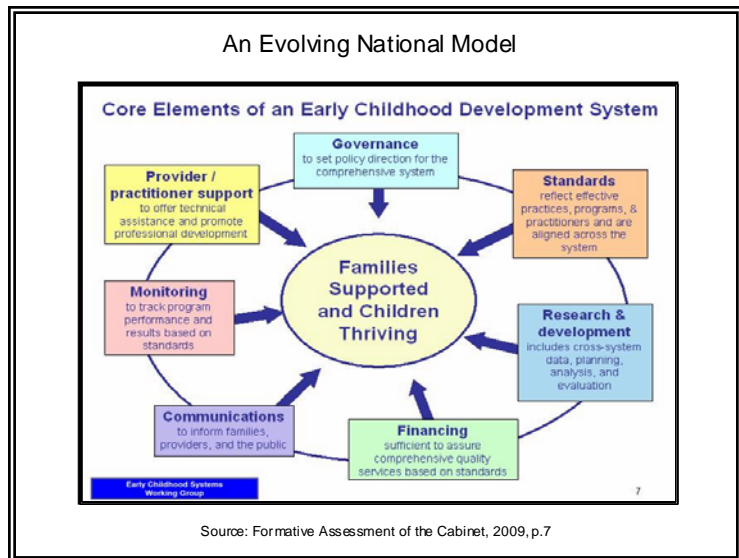 An Evolving National Model
Core Elements of an Early Childhood Development System
Governance
to set policy direction for the
comprehensive system
Provider /
practitioner support
to offer technical
assistance and promote
professional development
Standards
reflect effective
practices, programs, &
practitioners and are
aligned across the
system
Families
Supported
and Children
Thriving
Monitoring
to track program
performance and
results based on
standards
Research &
development
includes cross-system
data, planning,
analysis, and
evaluation
Communications
to inform families,
providers, and the public
Financing
sufficient to assure
comprehensive quality
services based on standards
Early Childhood Systems
Working Group
7
Source: Formative Assessment of the Cabinet, 2009, p.7